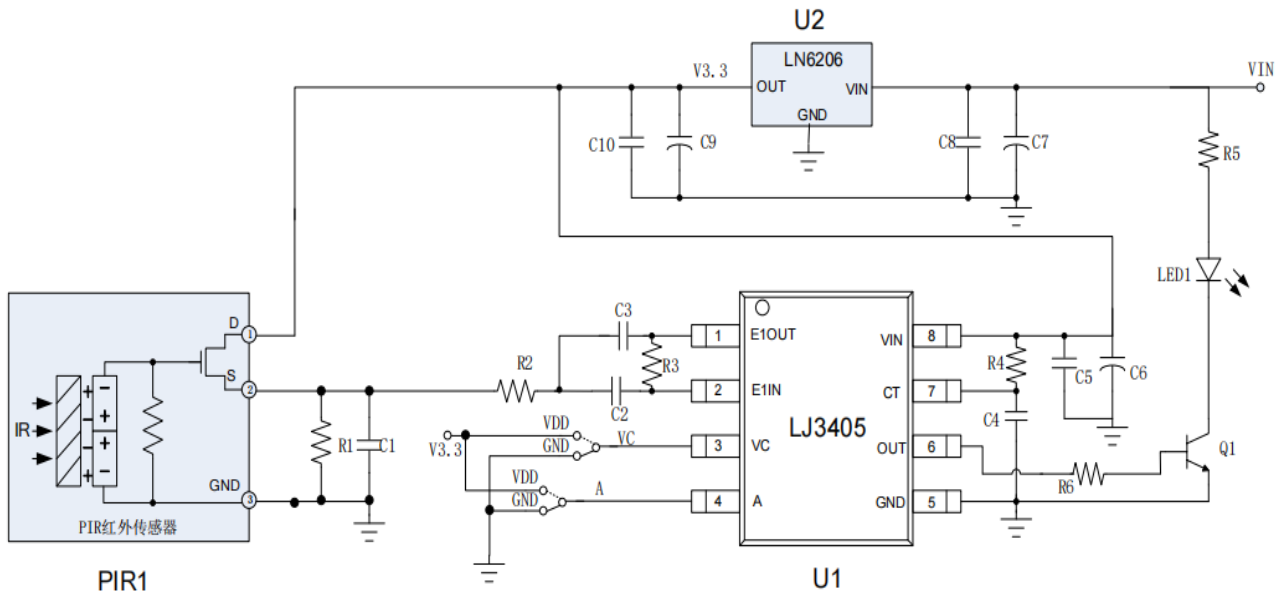 U2
LN6206
V3.3
OUT
VIN
GND
VIN
C10
C9
C8
C7
R5
LED1
D
1
S
2
IR
GND
3
PIR红外传感器
PIR1
R1
C1
R2
C3
R3
C2
V3.3
VDD
GND
VC
VDD
GND
A
1
E1OUT
2
E1IN
3
VC
4
A
LJ3405
VIN
8
CT
7
OUT
6
GND
5
U1
R4
C4
C5
C6
R6
Q1